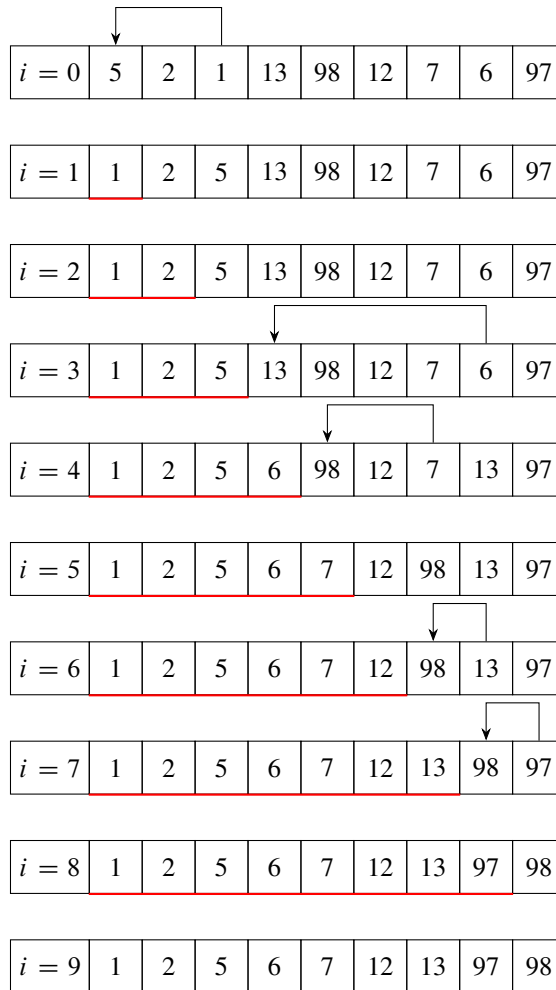 i = 0 5 2 1 13 98 12 7 6 97
i = 1 1 2 5 13 98 12 7 6 97
i = 2 1 2 5 13 98 12 7 6 97
i = 3 1 2 5 13 98 12 7 6 97
i = 4 1 2 5 6 98 12 7 13 97
i = 5 1 2 5 6 7 12 98 13 97
i = 6 1 2 5 6 7 12 98 13 97
i = 7 1 2 5 6 7 12 13 98 97
i = 8 1 2 5 6 7 12 13 97 98
i = 9 1 2 5 6 7 12 13 97 98